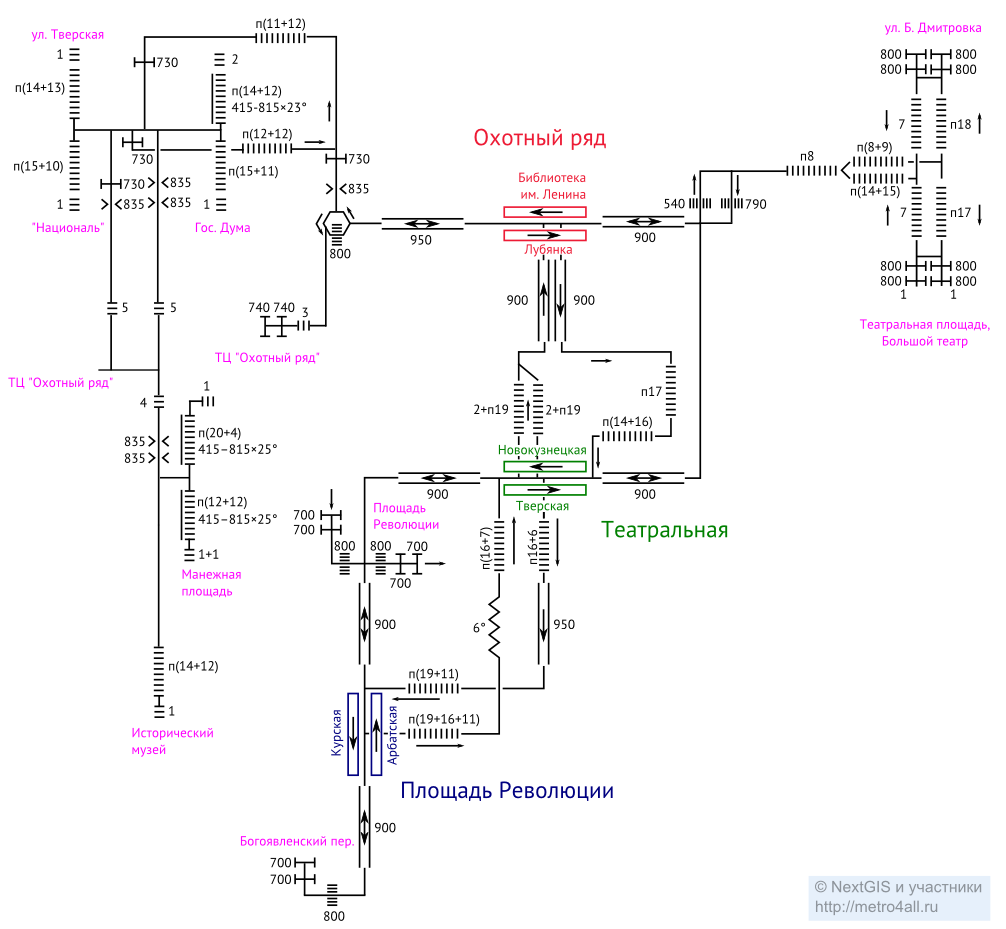 ул. Тверская
1
п(14+13)
п(15+10)
1
"Националь"
730
п(11+12)
2
п(14+12)
415-815×23°
п(12+12)
730
730
835
835
835
п(15+11)
1
Гос. Дума
730
835
800
740 740
3
ТЦ "Охотный ряд"
5
5
ТЦ "Охотный ряд"
4
835
835
1
п(20+4)
415–815×25°
п(12+12)
415–815×25°
1+1
Манежная
площадь
п(14+12)
1
Исторический
музей
Охотный ряд
Библиотека
им. Ленина
Лубянка
950
900
900
900
540
790
п8
п(8+9)
п(14+15)
ул. Б. Дмитровка
800
800
800
800
7
п18
7
п17
800
800
800
800
1
1
Театральная площадь,
Большой театр
2+п19
2+п19
п17
п(14+16)
Новокузнецкая
Тверская
900
900
Театральная
Площадь
Революции
700
700
800
800
700
700
п(16+7)
п16+6
6°
950
900
п(19+11)
п(19+16+11)
Курская
Арбатская
Площадь Революции
900
Богоявленский пер.
700
700
800
© NextGIS и участники
http://metro4all.ru